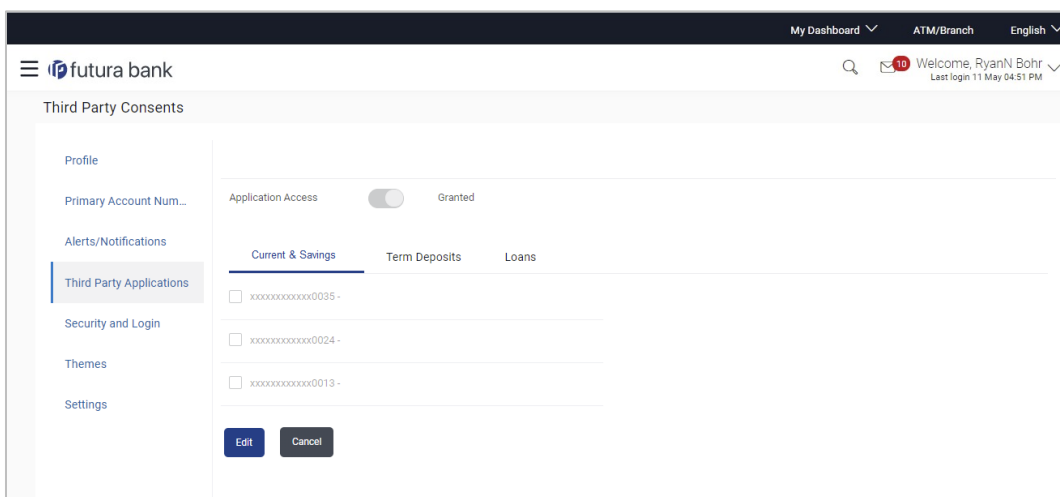 My Dashboard ATM/Branch English
futura bank 10 Welcome, RyanN Bohr
Last login 11 May 04:51 PM
Third Party Consents
Profile
Primary Account Num...
Application Access Granted
Alerts/Notifications
Current & Savings Term Deposits Loans
Third Party Applications
xxxxxxxxxxxx0035 -
Security and Login
xxxxxxxxxxxx0024 -
Themes
xxxxxxxxxxxx0013 -
Settings
Edit Cancel